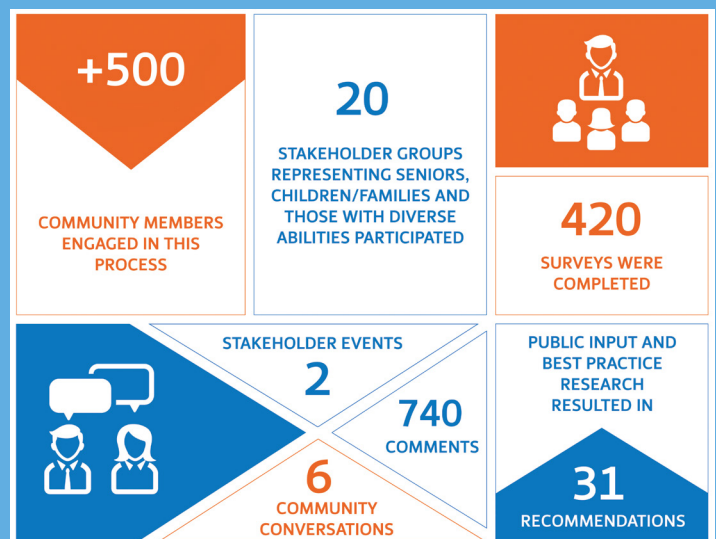 +500
COMMUNITY MEMBERS
ENGAGED IN THIS
PROCESS
20
STAKEHOLDER GROUPS
REPRESENTING SENIORS,
CHILDREN/FAMILIES AND
THOSE WITH DIVERSE
ABILITIES PARTICIPATED
420
SURVEYS WERE
COMPLETED
STAKEHOLDER EVENTS
2
740
COMMENTS
6
COMMUNITY
CONVERSATIONS
PUBLIC INPUT AND
BEST PRACTICE
RESEARCH
RESULTED IN
31
RECOMMENDATIONS